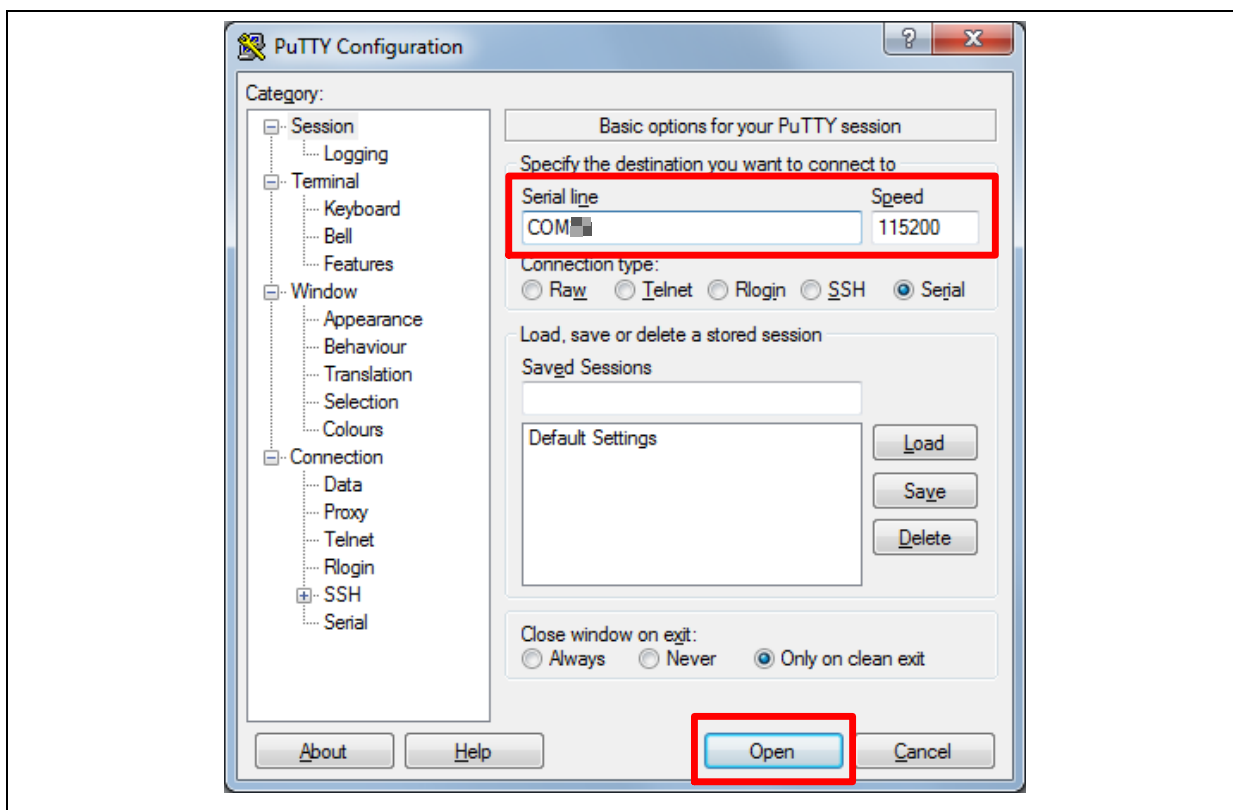 PuTTY Configuration
Category:
Session
Logging
Terminal
Keyboard
Bell
Features
Window
Appearance
Behaviour
Translation
Selection
Colours
Connection
Data
Proxy
Telnet
Rlogin
SSH
Serial
Basic options for your PuTTY session
Specify the destination you want to connect to
Serial line Speed
COM 115200
Connection type:
Raw Telnet Rlogin SSH Serial
Load, save or delete a stored session
Saved Sessions
Default Settings
Load
Save
Delete
Close window on exit:
Always Never Only on clean exit
About Help Open Cancel